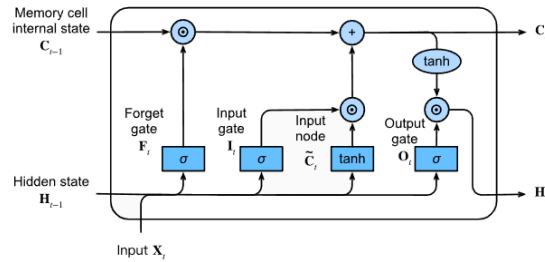 Memory cell
internal state
C_{t-1}
⊙
+
C
tanh
Forget
gate
F_t
Input
gate
I_t
Input
node
C̃_t
⊙
Output
gate
O_t
⊙
σ
σ
tanh
σ
Hidden state
H_{t-1}
H
Input X_t